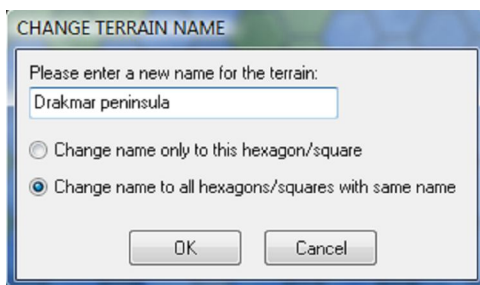 CHANGE TERRAIN NAME
Please enter a new name for the terrain:
Drakmar peninsula
Change name only to this hexagon/square
Change name to all hexagons/squares with same name
OK Cancel